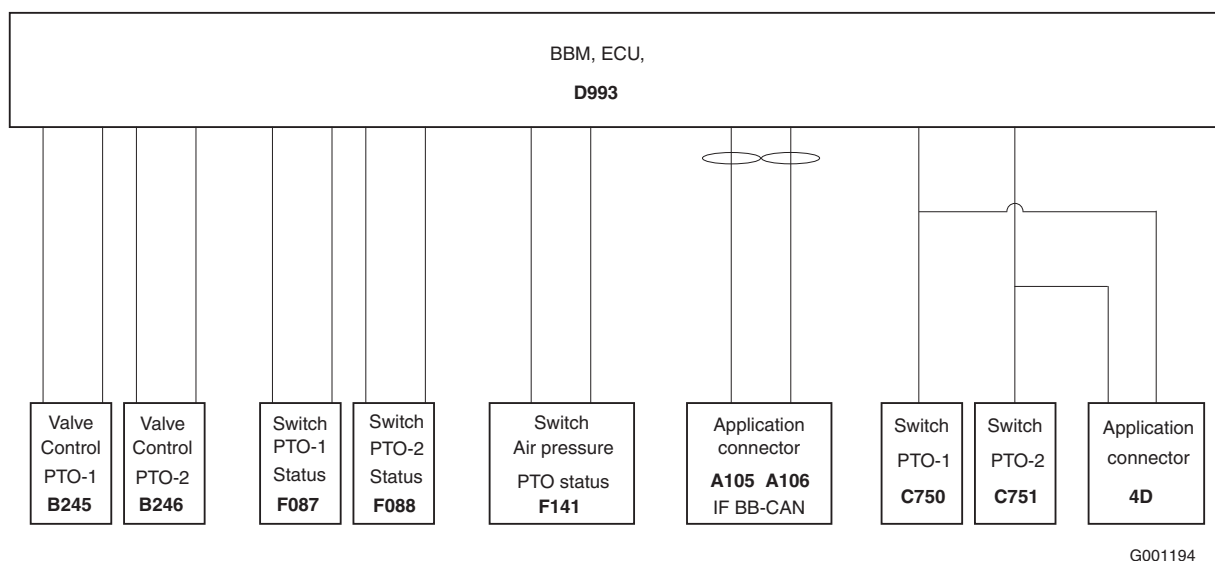 BBM, ECU,
D993
Valve
Control
PTO-1
B245
Valve
Control
PTO-2
B246
Switch
PTO-1
Status
F087
Switch
PTO-2
Status
F088
Switch
Air pressure
PTO status
F141
Application
connector
A105 A106
IF BB-CAN
Switch
PTO-1
C750
Switch
PTO-2
C751
Application
connector
4D
G001194